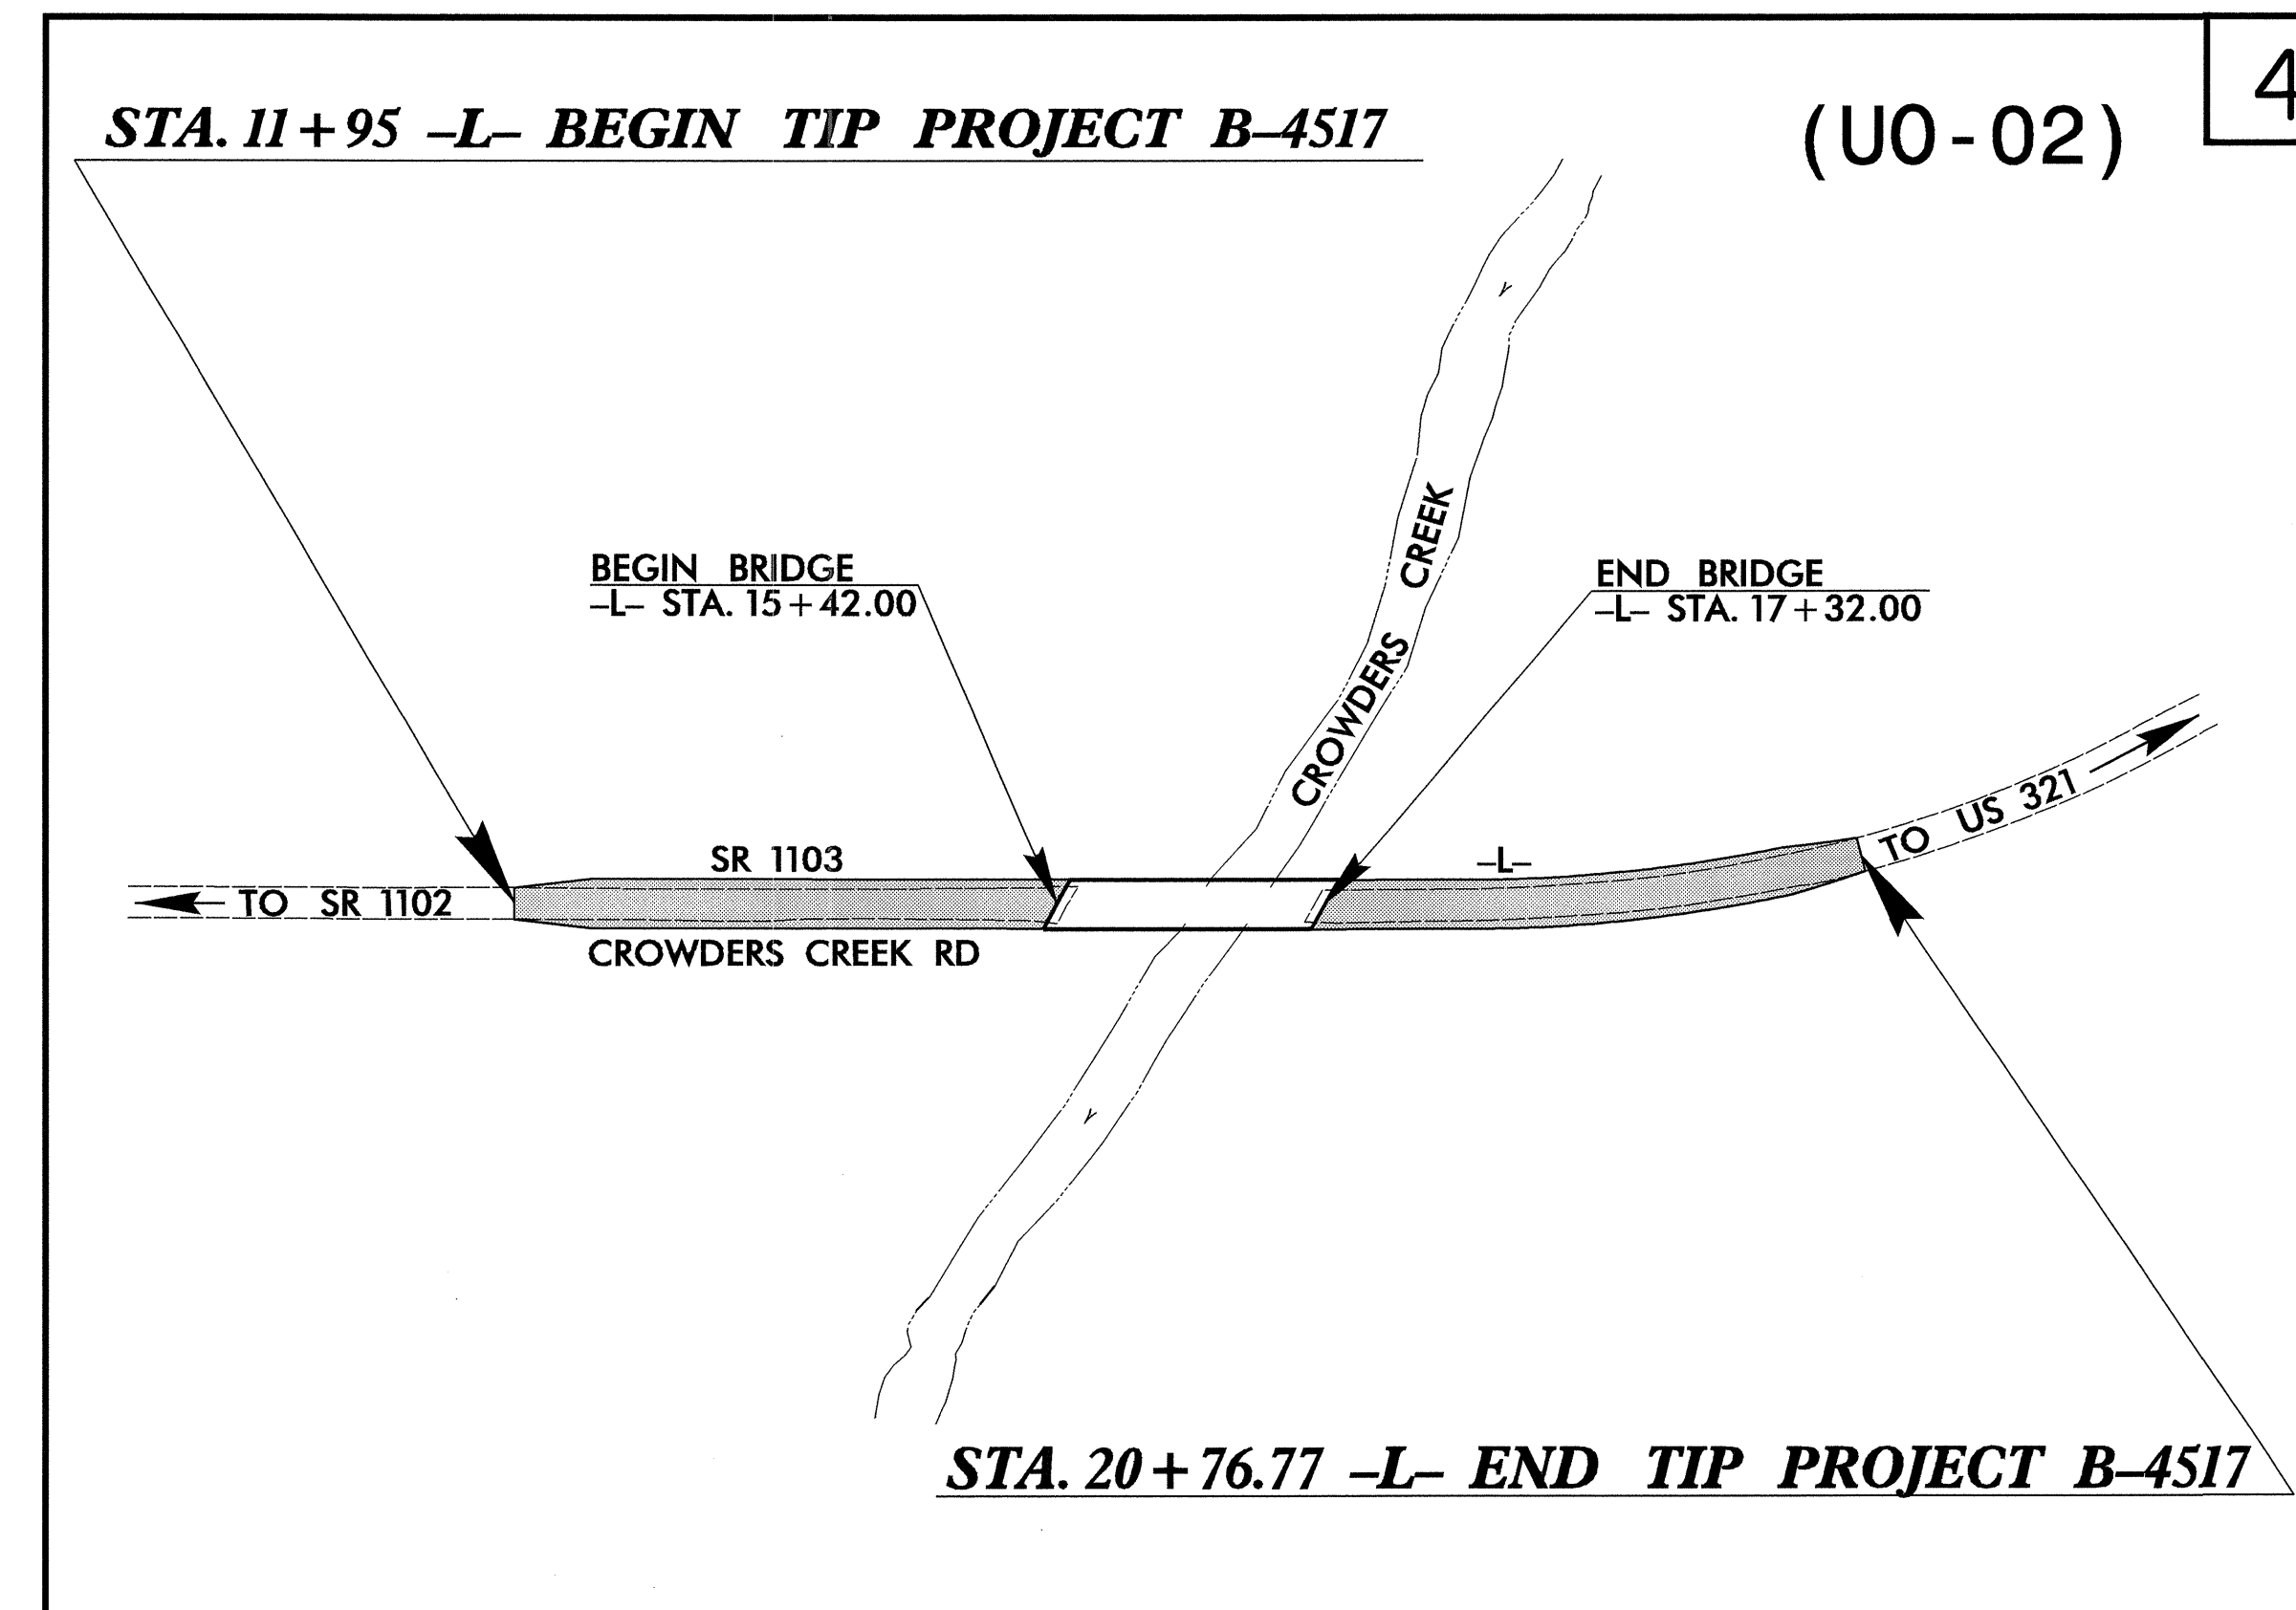 4
STA. 11+95 –L– BEGIN TIP PROJECT B–4517
(UO-02)
CROWDERS CREEK
BEGIN BRIDGE
–L– STA. 15+42.00
END BRIDGE
–L– STA. 17+32.00
SR 1103
–L–
TO US 321
TO SR 1102
CROWDERS CREEK RD
STA. 20+76.77 –L– END TIP PROJECT B–4517